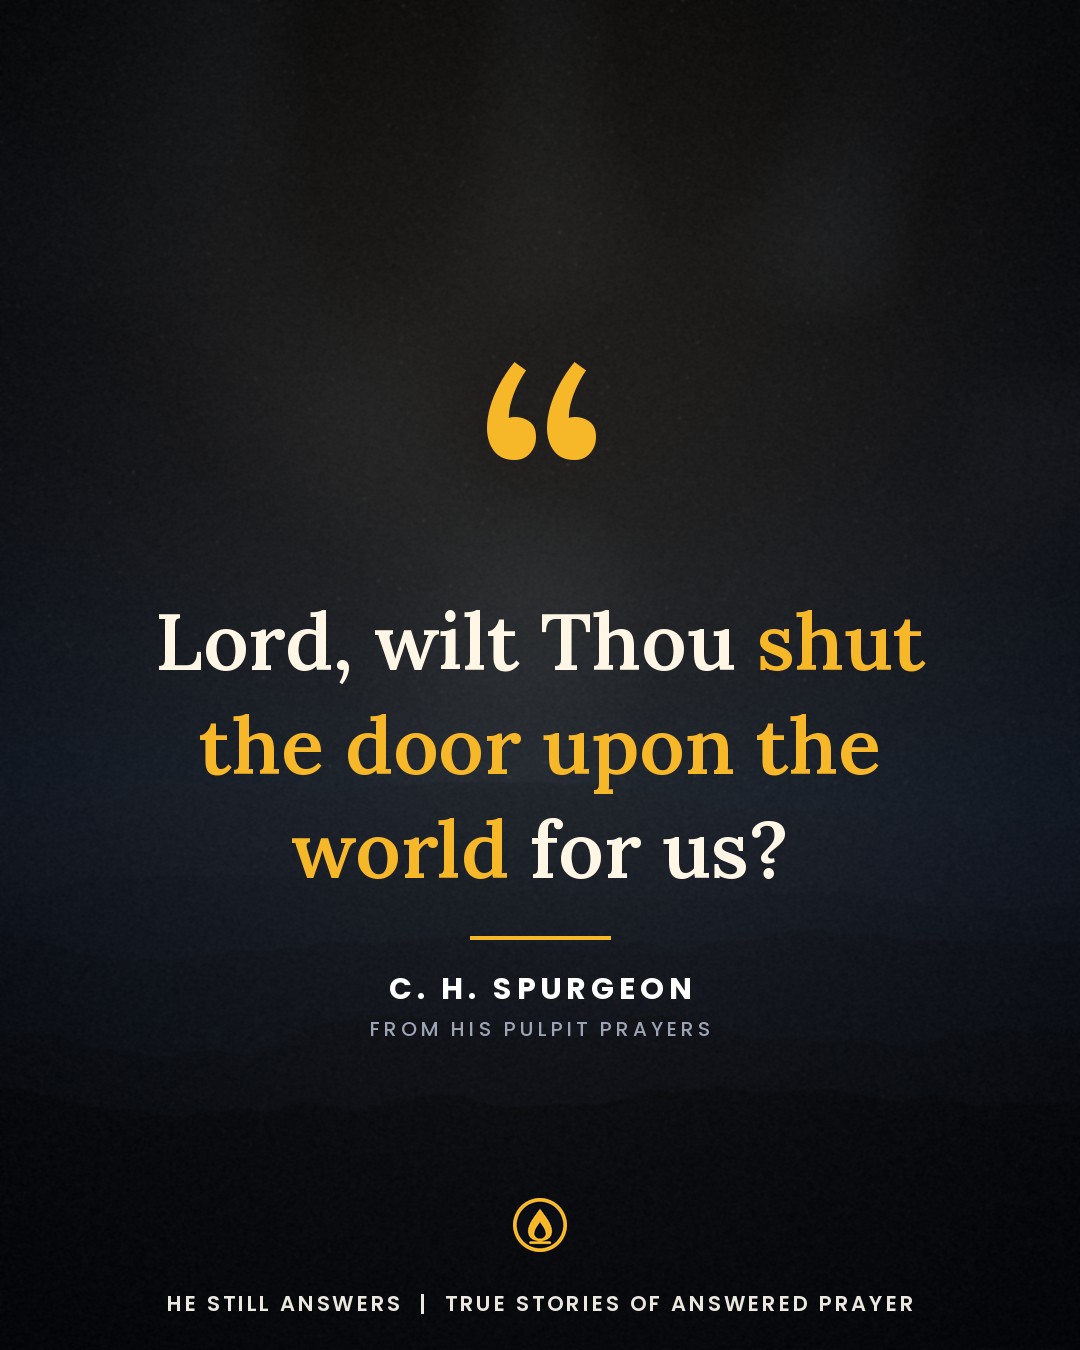 “
Lord, wilt Thou shut
the door upon the
world for us?
C. H. SPURGEON
FROM HIS PULPIT PRAYERS
HE STILL ANSWERS | TRUE STORIES OF ANSWERED PRAYER